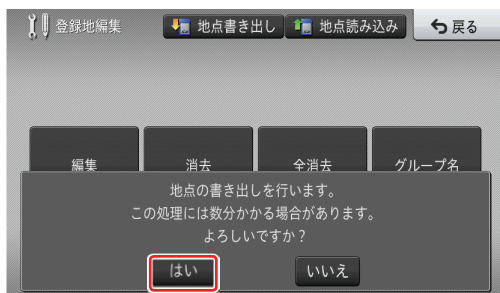 登録地編集 地点書き出し 地点読み込み 戻る
編集 消去 全消去 グループ名
地点の書き出しを行います。
この処理には数分かかる場合があります。
よろしいですか？
はい いいえ